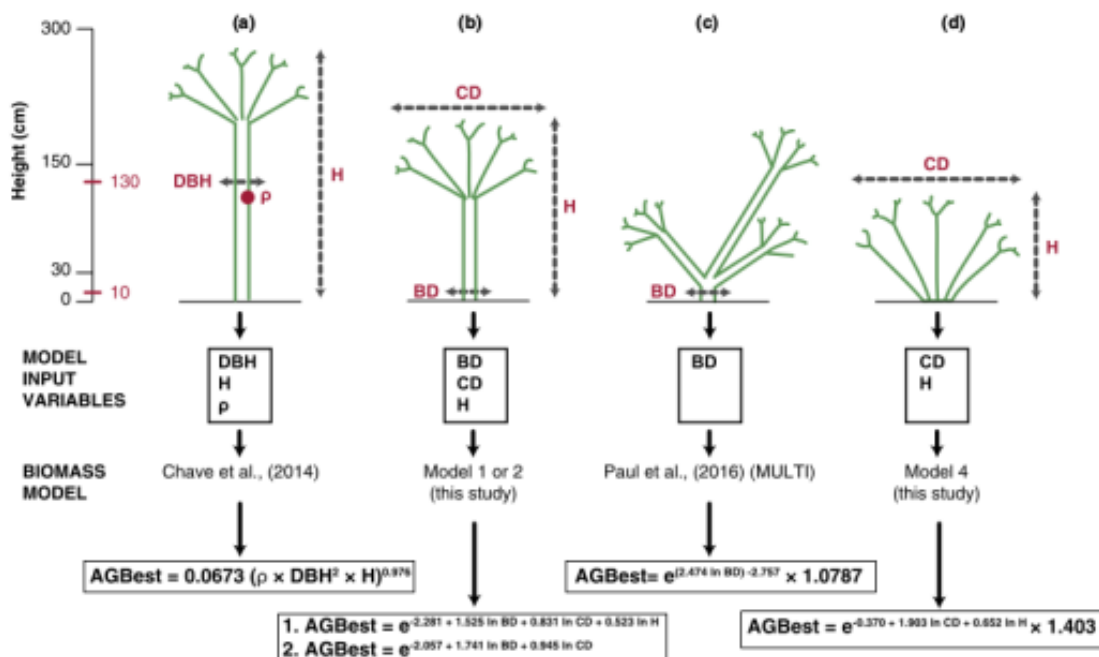 (a) (b) (c) (d)
300
150
130
30
0
10
Height (cm)
DBH
ρ
H
CD
H
BD
BD
CD
H
MODEL
INPUT
VARIABLES
DBH
H
ρ
BD
CD
H
BD
CD
H
BIOMASS
MODEL
Chave et al., (2014)
Model 1 or 2
(this study)
Paul et al., (2016) (MULTI)
Model 4
(this study)
AGBest = 0.0673 (ρ × DBH² × H)^0.976
AGBest= e^(2.474 ln BD) -2.757 × 1.0787
1. AGBest = e^-2.281 + 1.525 ln BD + 0.831 ln CD + 0.523 ln H
2. AGBest = e^-2.057 + 1.741 ln BD + 0.945 ln CD
AGBest = e^-0.370 + 1.903 ln CD + 0.652 ln H × 1.403